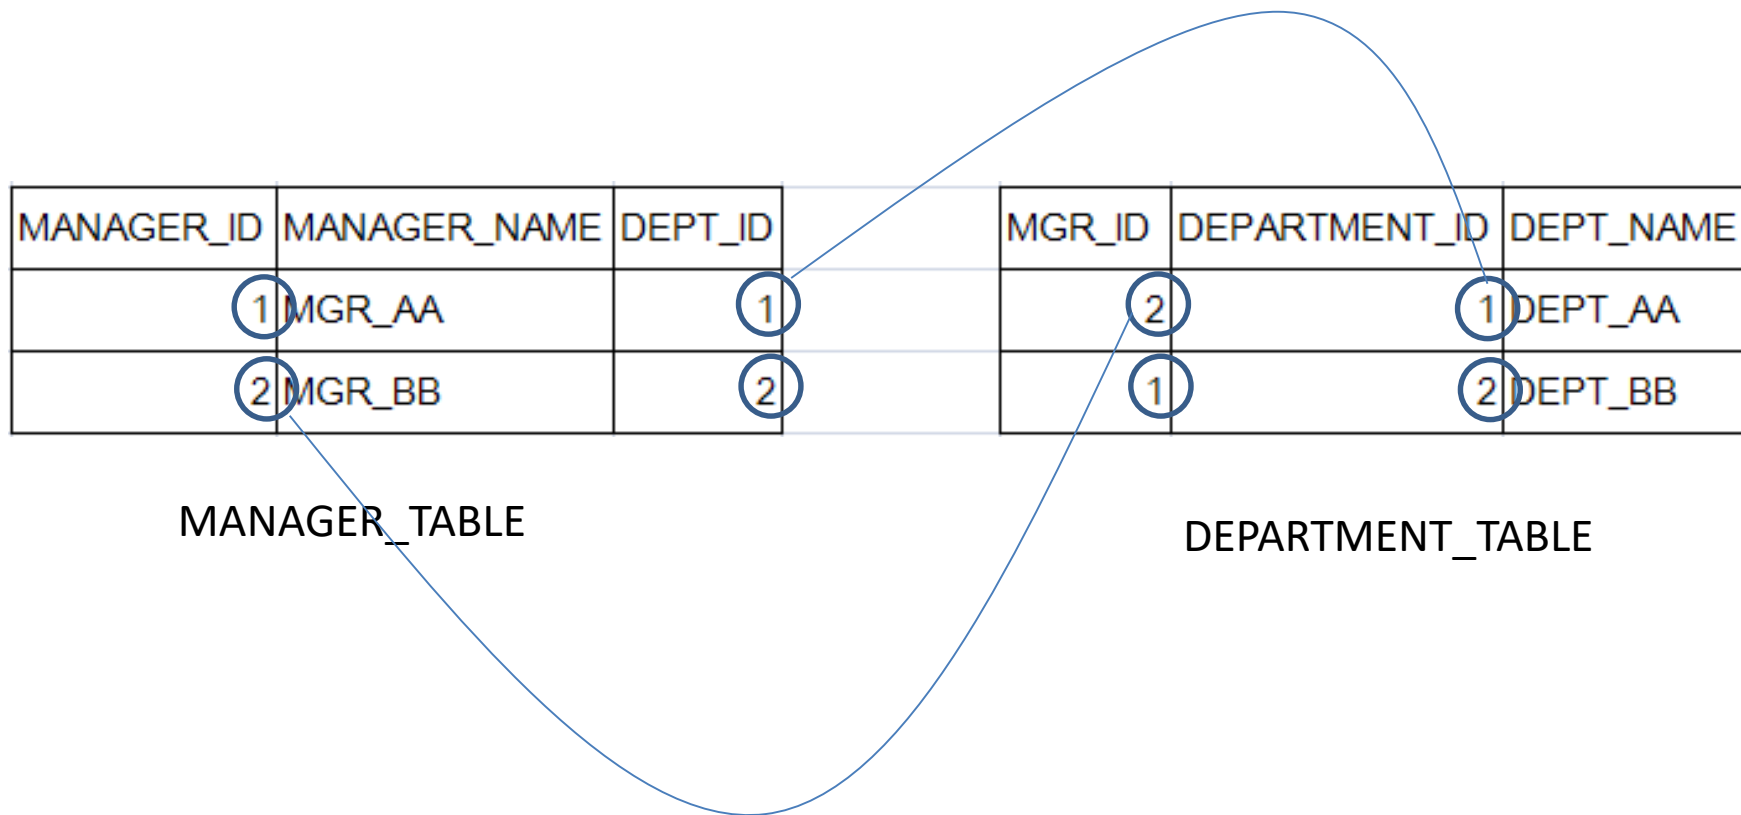 MANAGER_ID MANAGER_NAME DEPT_ID MGR_ID DEPARTMENT_ID DEPT_NAME
1 MGR_AA 1 2 1 DEPT_AA
2 MGR_BB 2 1 2 DEPT_BB
MANAGER_TABLE
DEPARTMENT_TABLE